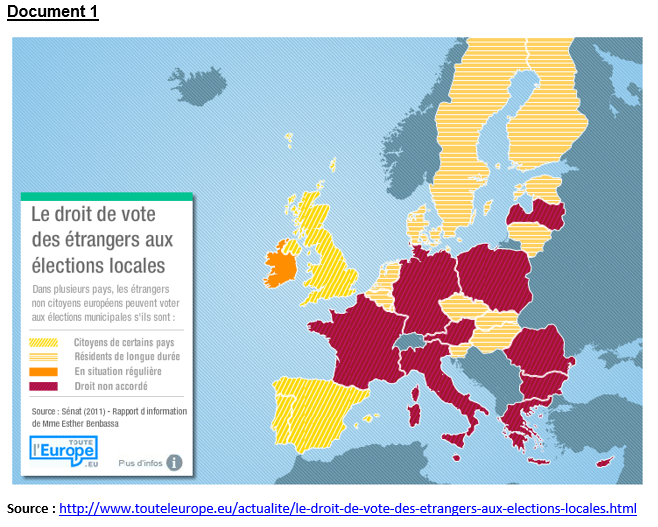 Document 1
Le droit de vote
des étrangers aux
élections locales
Dans plusieurs pays, les étrangers
non citoyens européens peuvent voter
aux élections municipales s'ils sont :
Citoyens de certains pays
Résidents de longue durée
En situation régulière
Droit non accordé
Source : Sénat (2011) - Rapport d'information
de Mme Esther Benbassa
TOUTE
l'Europe
.EU
Pus d'infos i
Source : http://www.touteleurope.eu/actualite/le-droit-de-vote-des-etrangers-aux-elections-locales.html